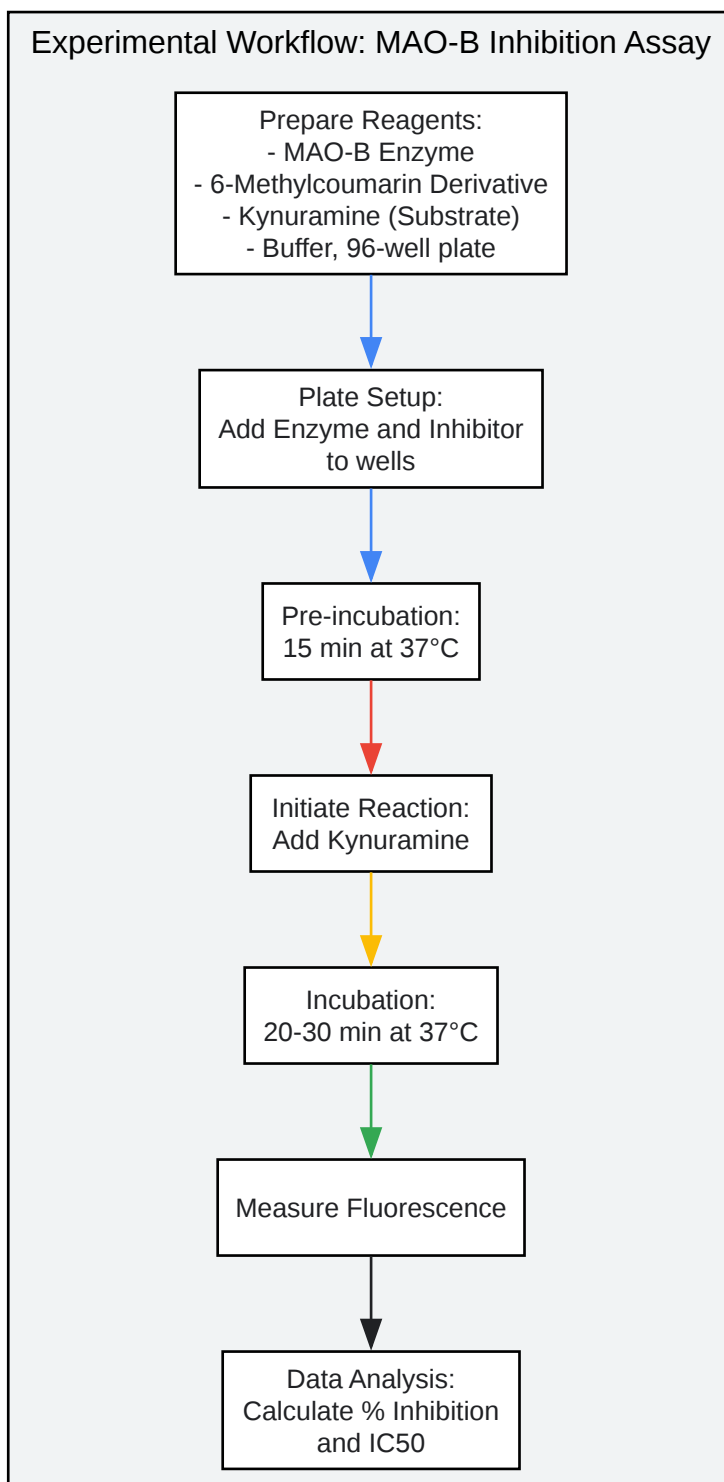 Experimental Workflow: MAO-B Inhibition Assay
Prepare Reagents:
- MAO-B Enzyme
- 6-Methylcoumarin Derivative
- Kynuramine (Substrate)
- Buffer, 96-well plate
Plate Setup:
Add Enzyme and Inhibitor
to wells
Pre-incubation:
15 min at 37°C
Initiate Reaction:
Add Kynuramine
Incubation:
20-30 min at 37°C
Measure Fluorescence
Data Analysis:
Calculate % Inhibition
and IC50